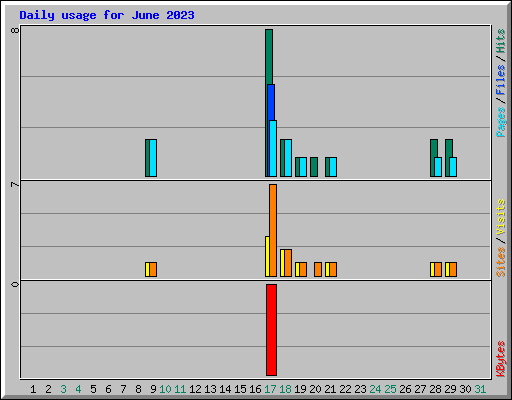 Daily usage for June 2023
8
7
0
Pages/Files/Hits
Sites/Visits
KBytes
1 2 3 4 5 6 7 8 9 10 11 12 13 14 15 16 17 18 19 20 21 22 23 24 25 26 27 28 29 30 31